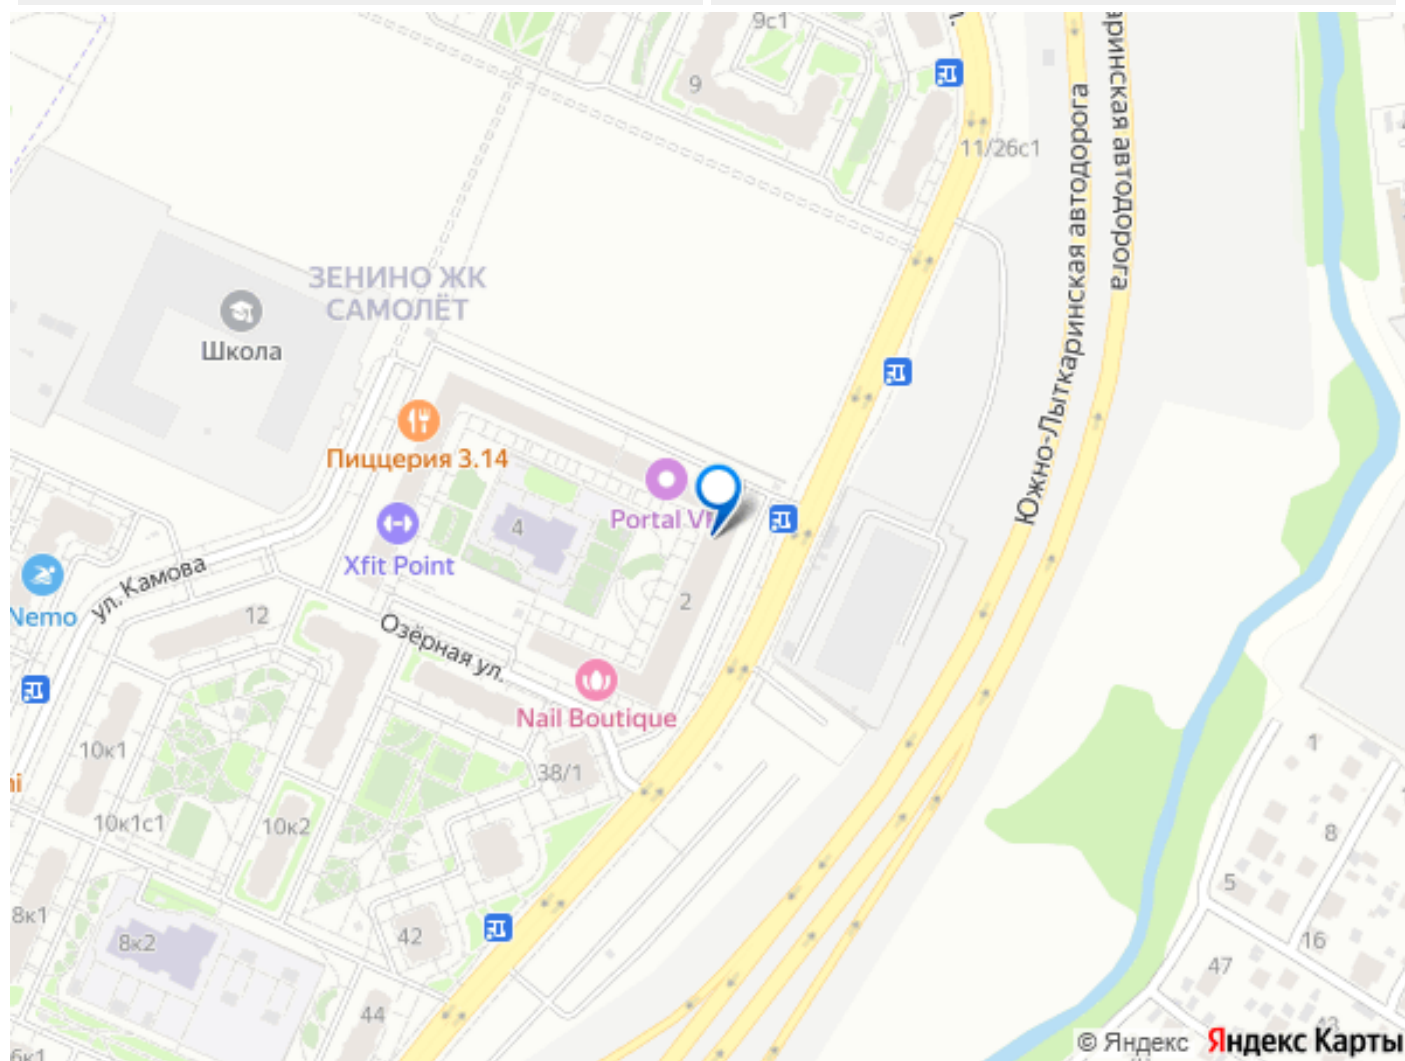 9с1
9
11/26с1
Южно-Лыткаринская автодорога
аринская автодорога
ЗЕНИНО ЖК
САМОЛЁТ
Школа
Пиццерия 3.14
Portal
4
Xfit Point
ул. Камова
Nemo
12
2
Озёрная ул.
Nail Boutique
10к1
38/1
10к1с1
10к2
1
8
5
8к1
8к2
42
16
47
44
© Яндекс Яндекс Карты